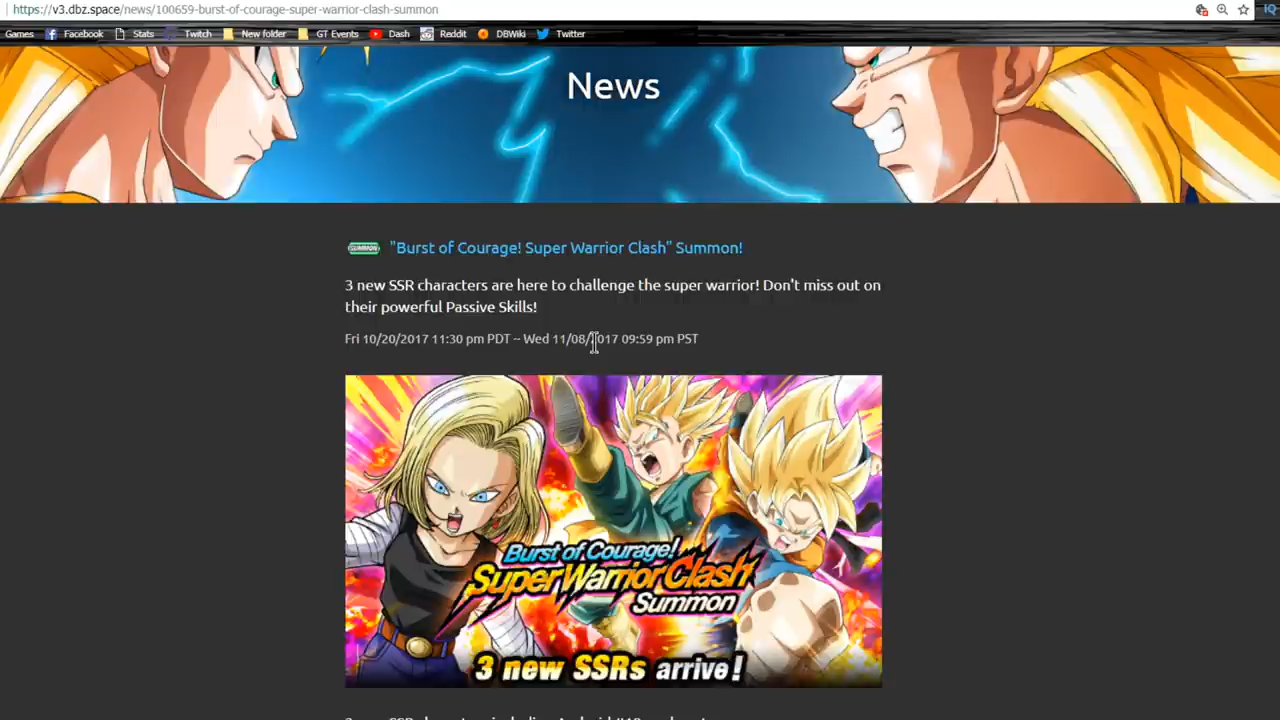 https://v3.dbz.space/news/100659-burst-of-courage-super-warrior-clash-summon
Games Facebook Stats Twitch New folder GT Events Dash Reddit DBWiki Twitter
News
SUMMON "Burst of Courage! Super Warrior Clash" Summon!
3 new SSR characters are here to challenge the super warrior! Don't miss out on
their powerful Passive Skills!
Fri 10/20/2017 11:30 pm PDT -- Wed 11/08/2017 09:59 pm PST
Burst of Courage!
Super Warrior Clash
Summon
3 new SSRs arrive!